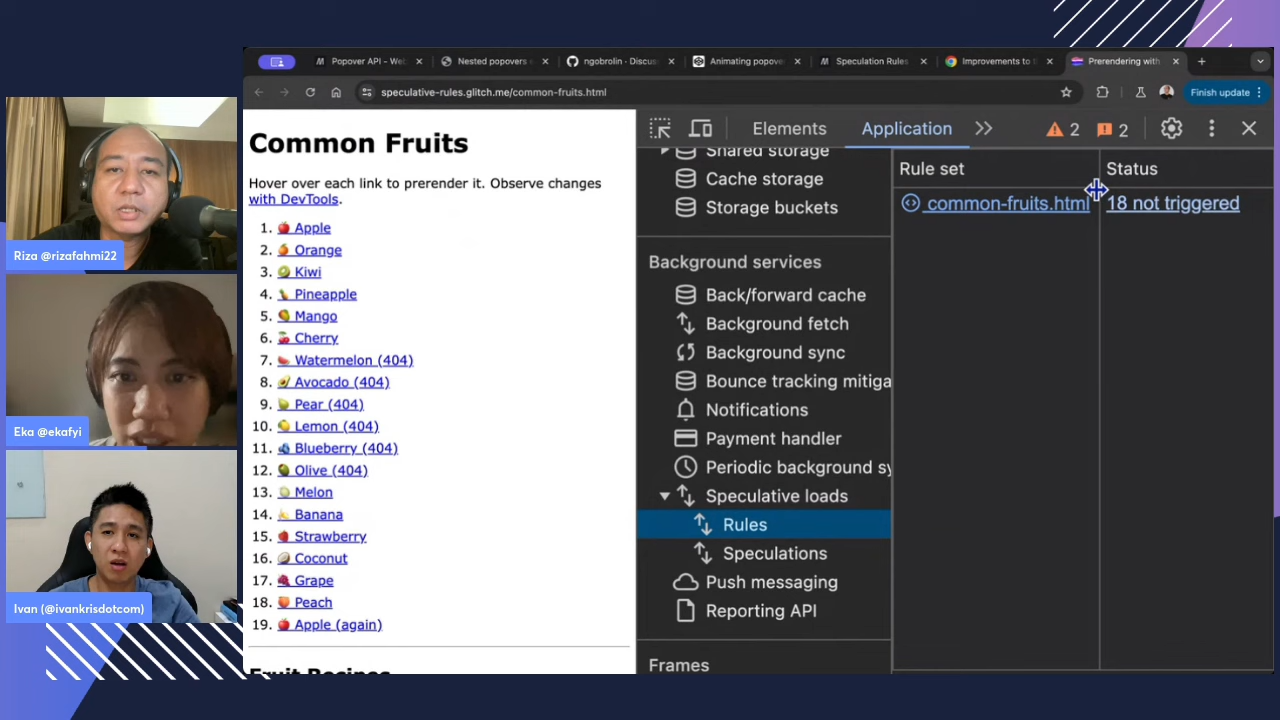 Popover API - Web
Nested popovers
ngobrolin · Discus
Animating popove
Speculation Rules
Improvements to t
Prerendering with
speculative-rules.glitch.me/common-fruits.html
Finish update
Riza @rizafahmi22
Eka @ekafyi
Ivan (@ivankrisdotcom)
Common Fruits
Hover over each link to prerender it. Observe changes
with DevTools.
1. Apple
2. Orange
3. Kiwi
4. Pineapple
5. Mango
6. Cherry
7. Watermelon (404)
8. Avocado (404)
9. Pear (404)
10. Lemon (404)
11. Blueberry (404)
12. Olive (404)
13. Melon
14. Banana
15. Strawberry
16. Coconut
17. Grape
18. Peach
19. Apple (again)
Fruit Recipes
Elements
Application
2
2
Shared storage
Cache storage
Storage buckets
Background services
Back/forward cache
Background fetch
Background sync
Bounce tracking mitiga
Notifications
Payment handler
Periodic background sy
Speculative loads
Rules
Speculations
Push messaging
Reporting API
Frames
Rule set
Status
common-fruits.html
18 not triggered